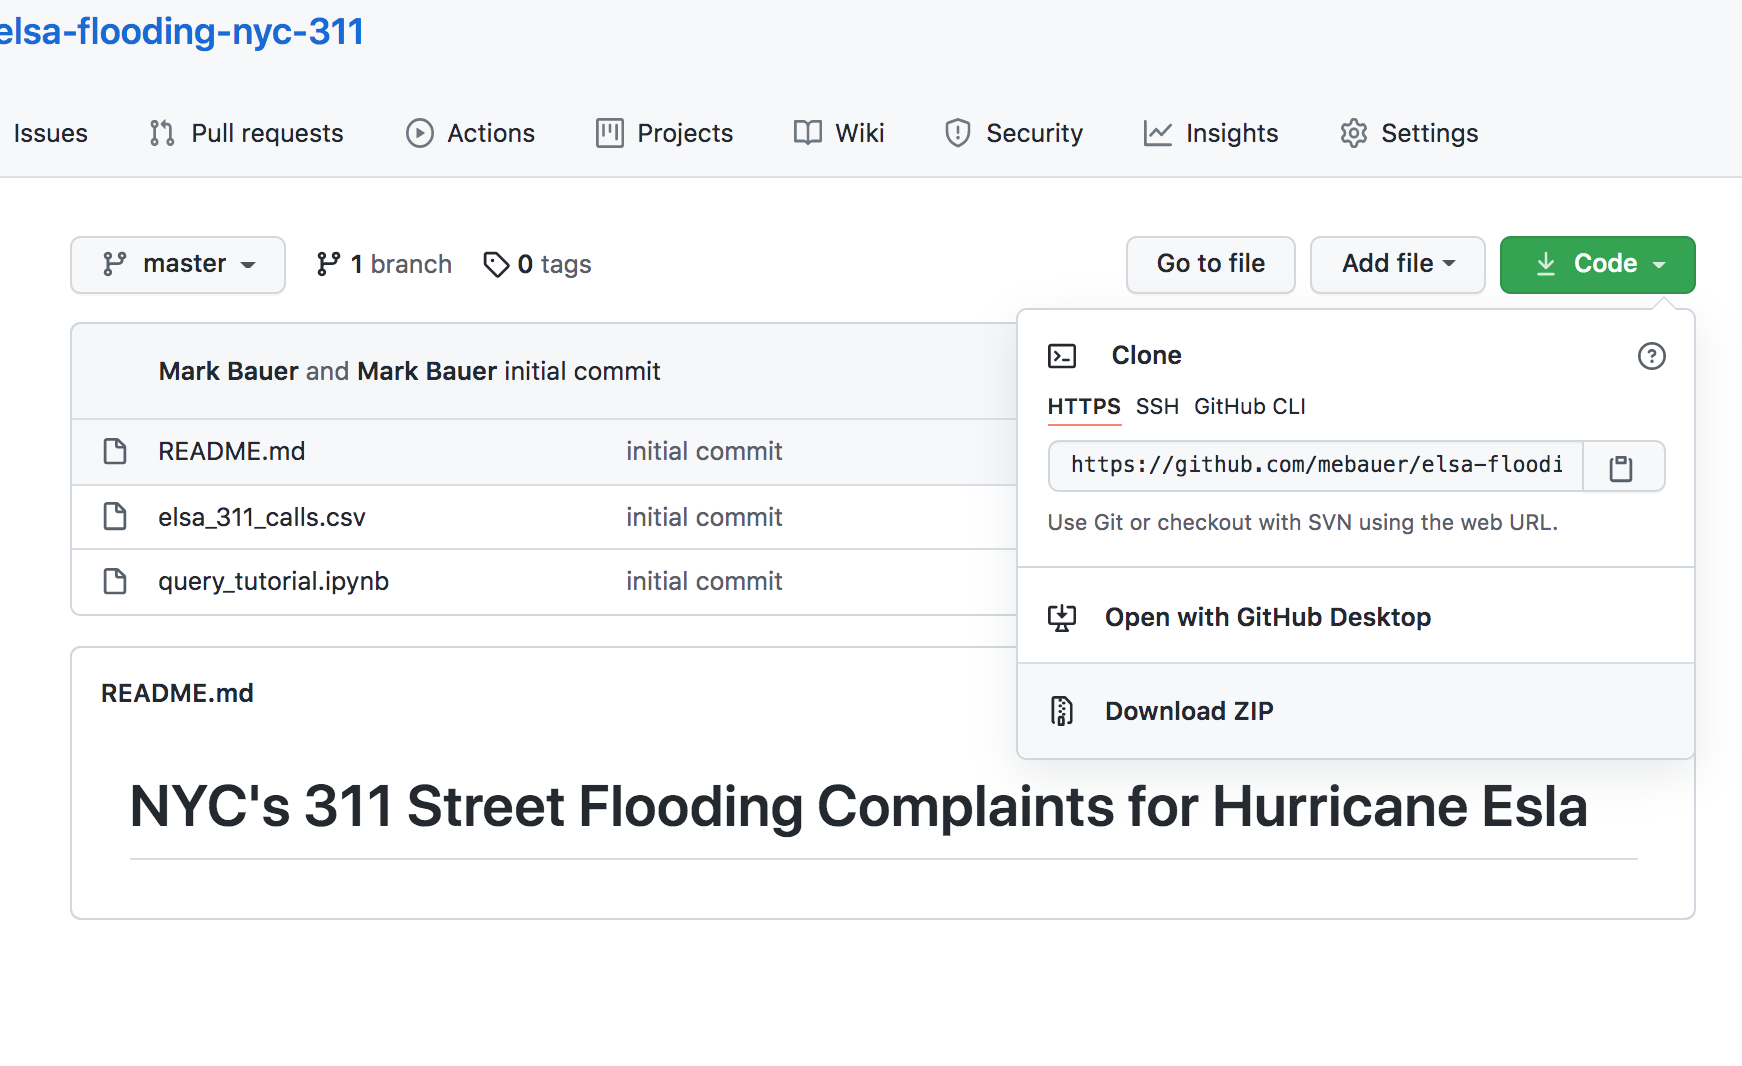 elsa-flooding-nyc-311
Issues Pull requests Actions Projects Wiki Security Insights Settings
master 1 branch 0 tags Go to file Add file Code
Mark Bauer and Mark Bauer initial commit
README.md initial commit
elsa_311_calls.csv initial commit
query_tutorial.ipynb initial commit
Clone
HTTPS SSH GitHub CLI
https://github.com/mebauer/elsa-floodi
Use Git or checkout with SVN using the web URL.
Open with GitHub Desktop
Download ZIP
README.md
NYC's 311 Street Flooding Complaints for Hurricane Esla